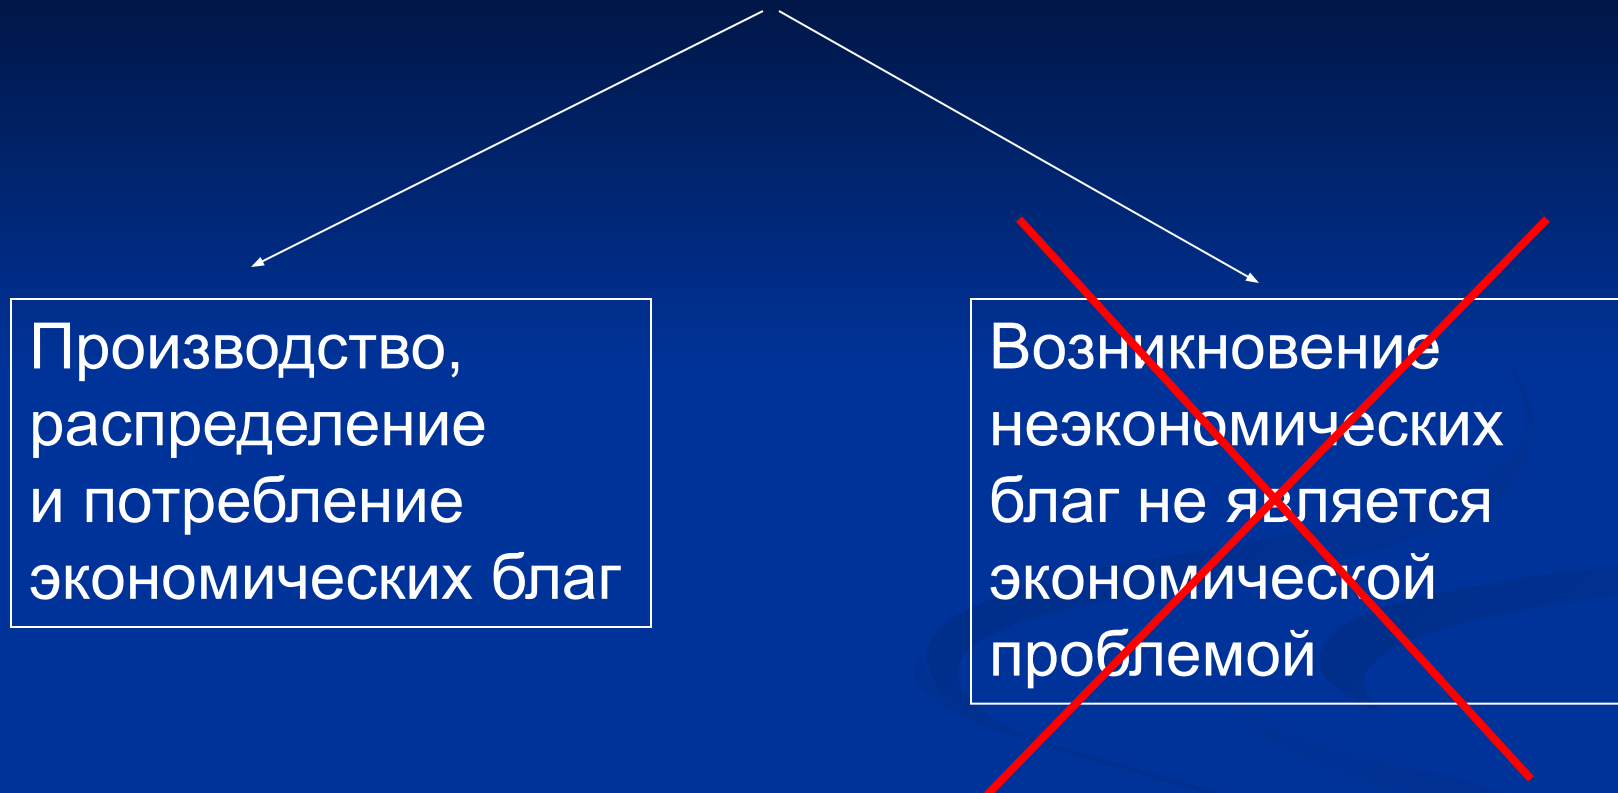 Производство,
распределение
и потребление
экономических благ
Возникновение
неэкономических
благ не является
экономической
проблемой